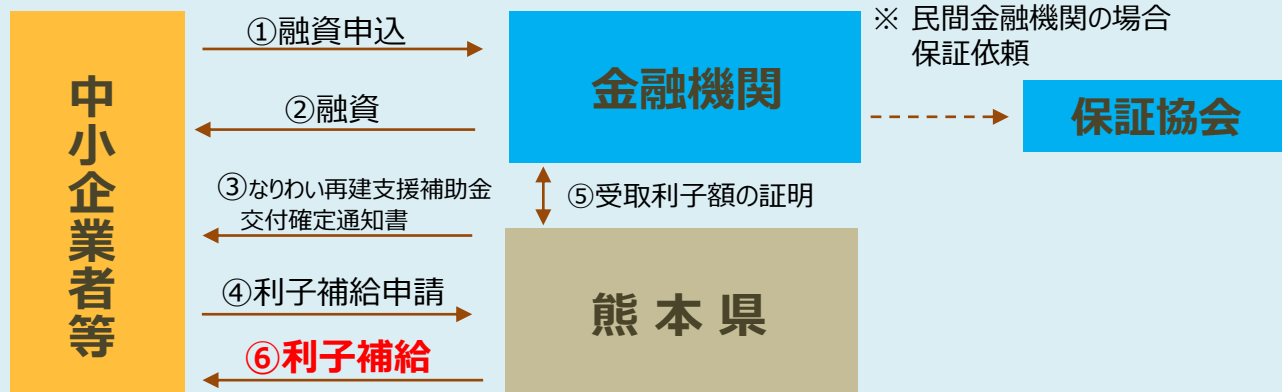 ①融資申込
※ 民間金融機関の場合
保証依頼
中小企業者等
金融機関
保証協会
②融資
③なりわい再建支援補助金
交付確定通知書
⑤受取利子額の証明
④利子補給申請
熊本県
⑥利子補給